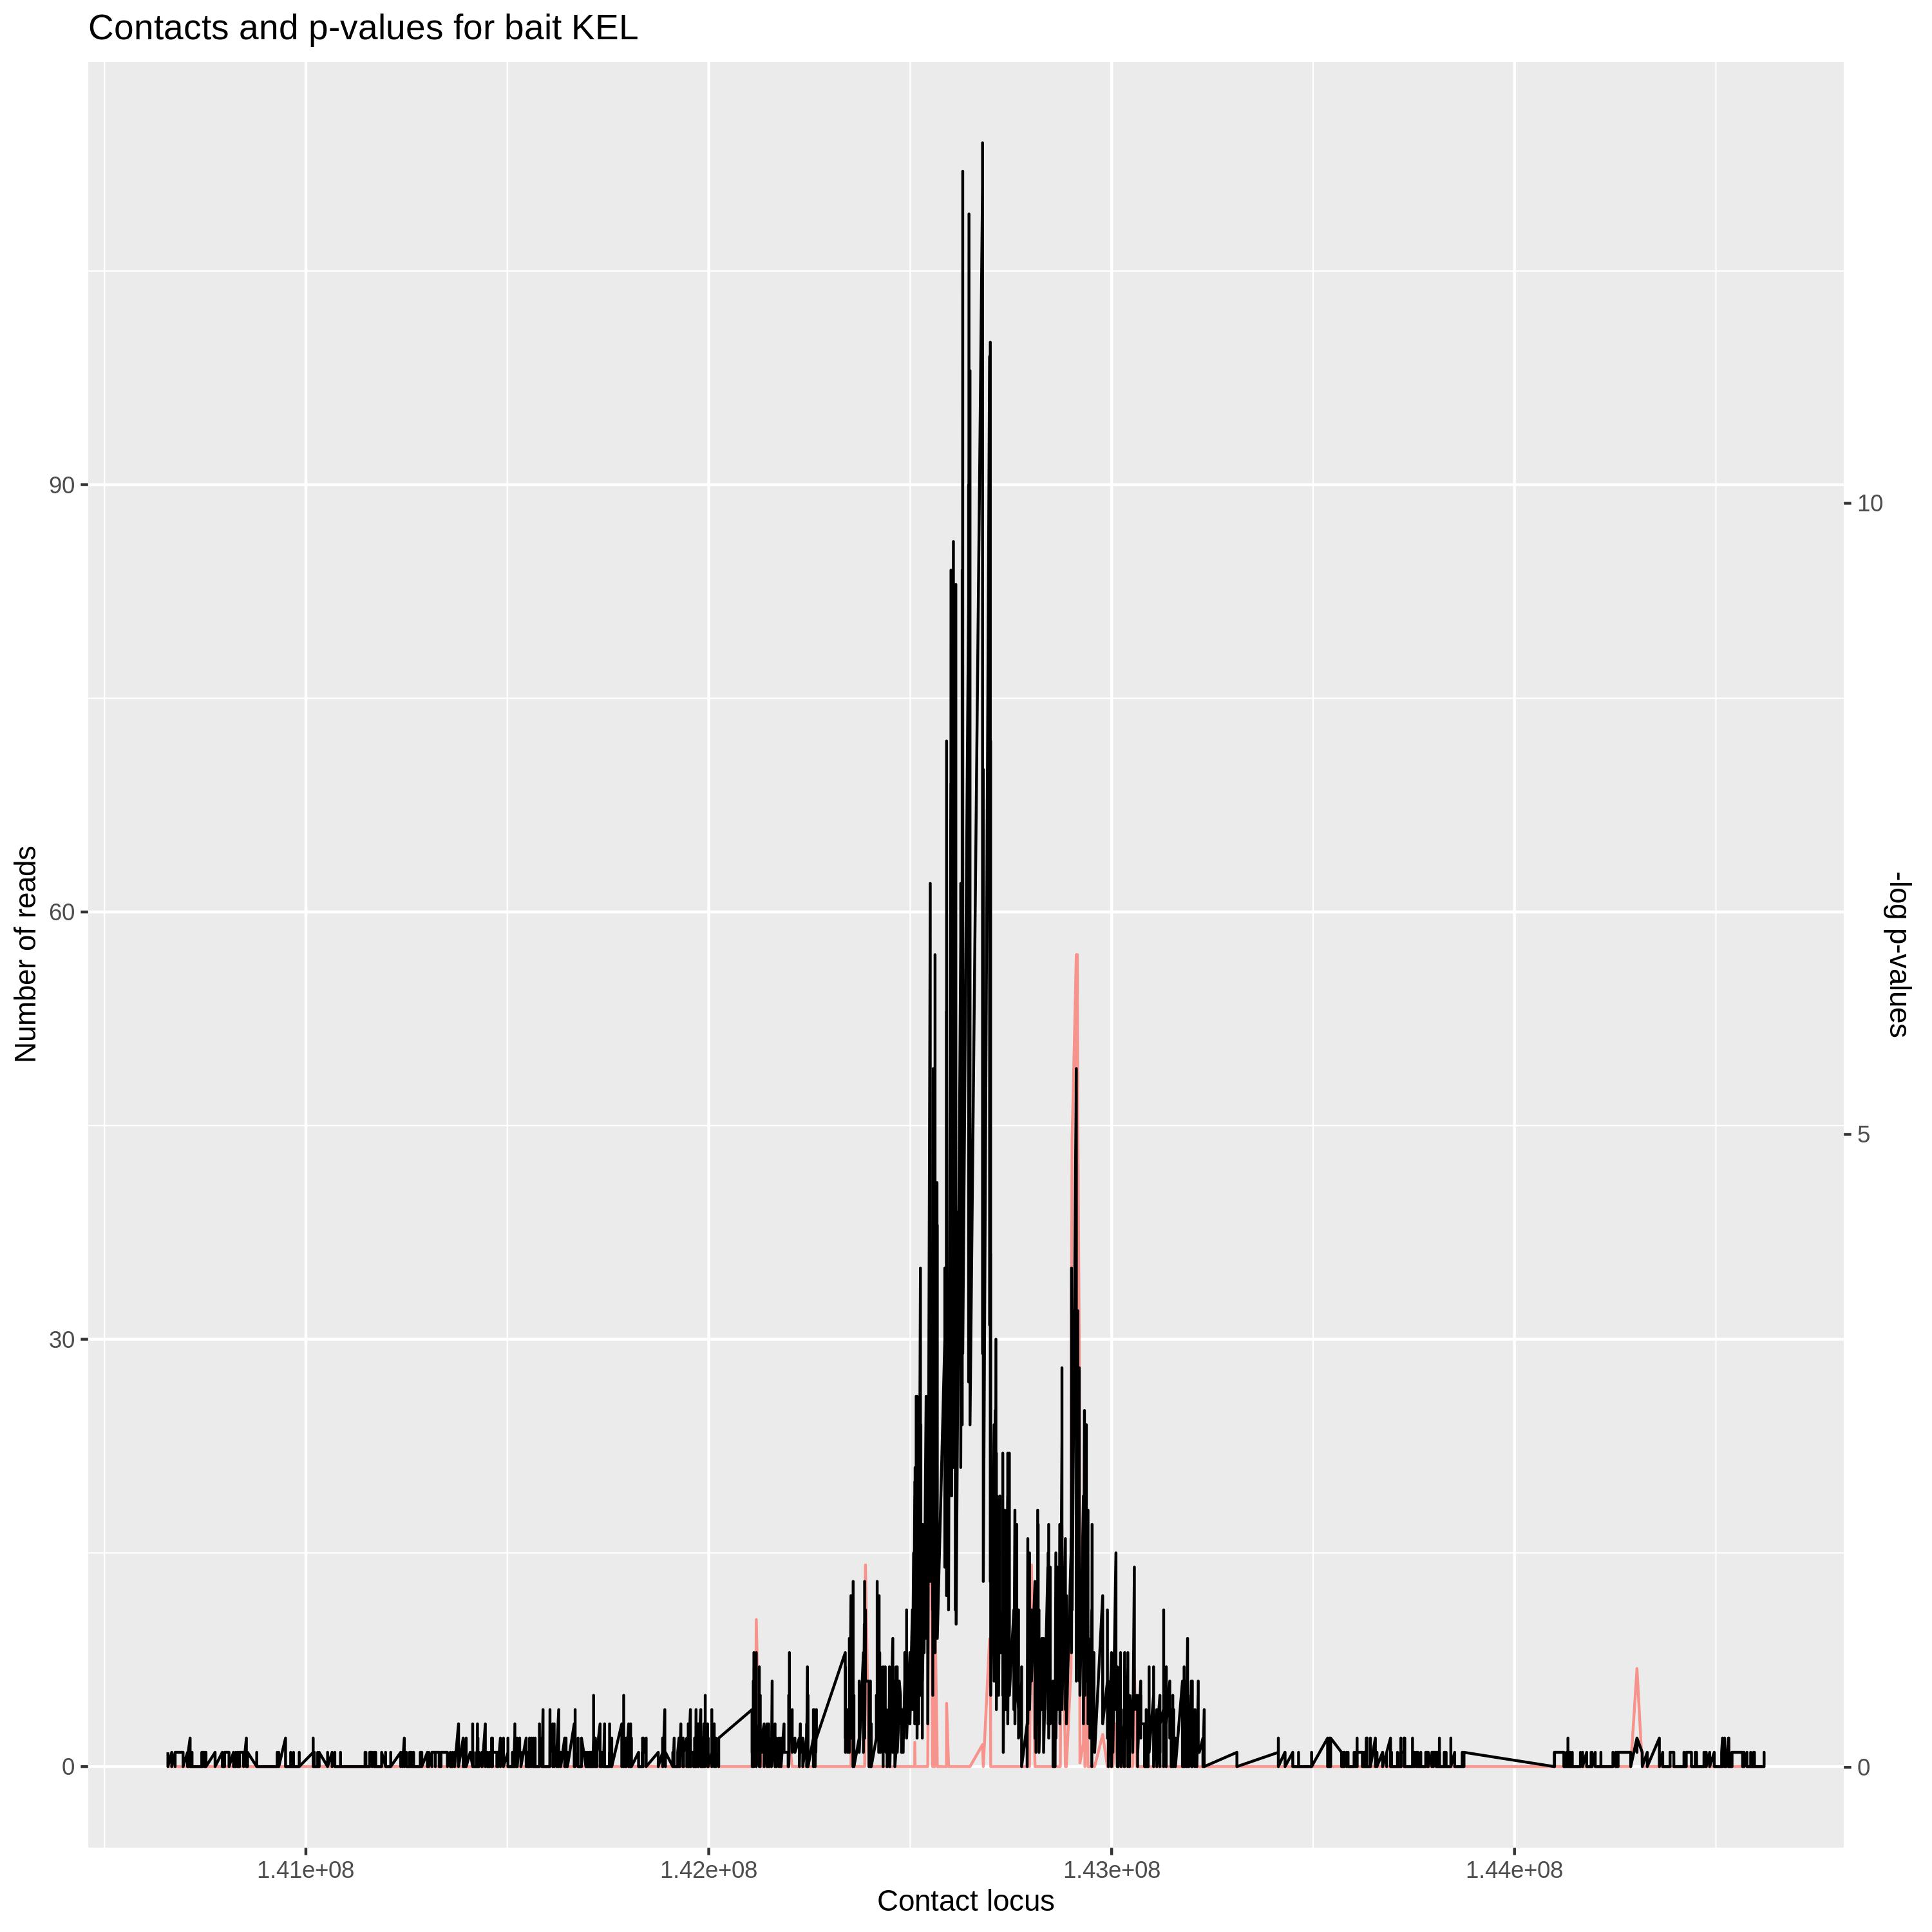 Contacts and p-values for bait KEL
Number of reads
90
60
30
0
10
5
0
-log p-values
1.41e+08 1.42e+08 1.43e+08 1.44e+08
Contact locus